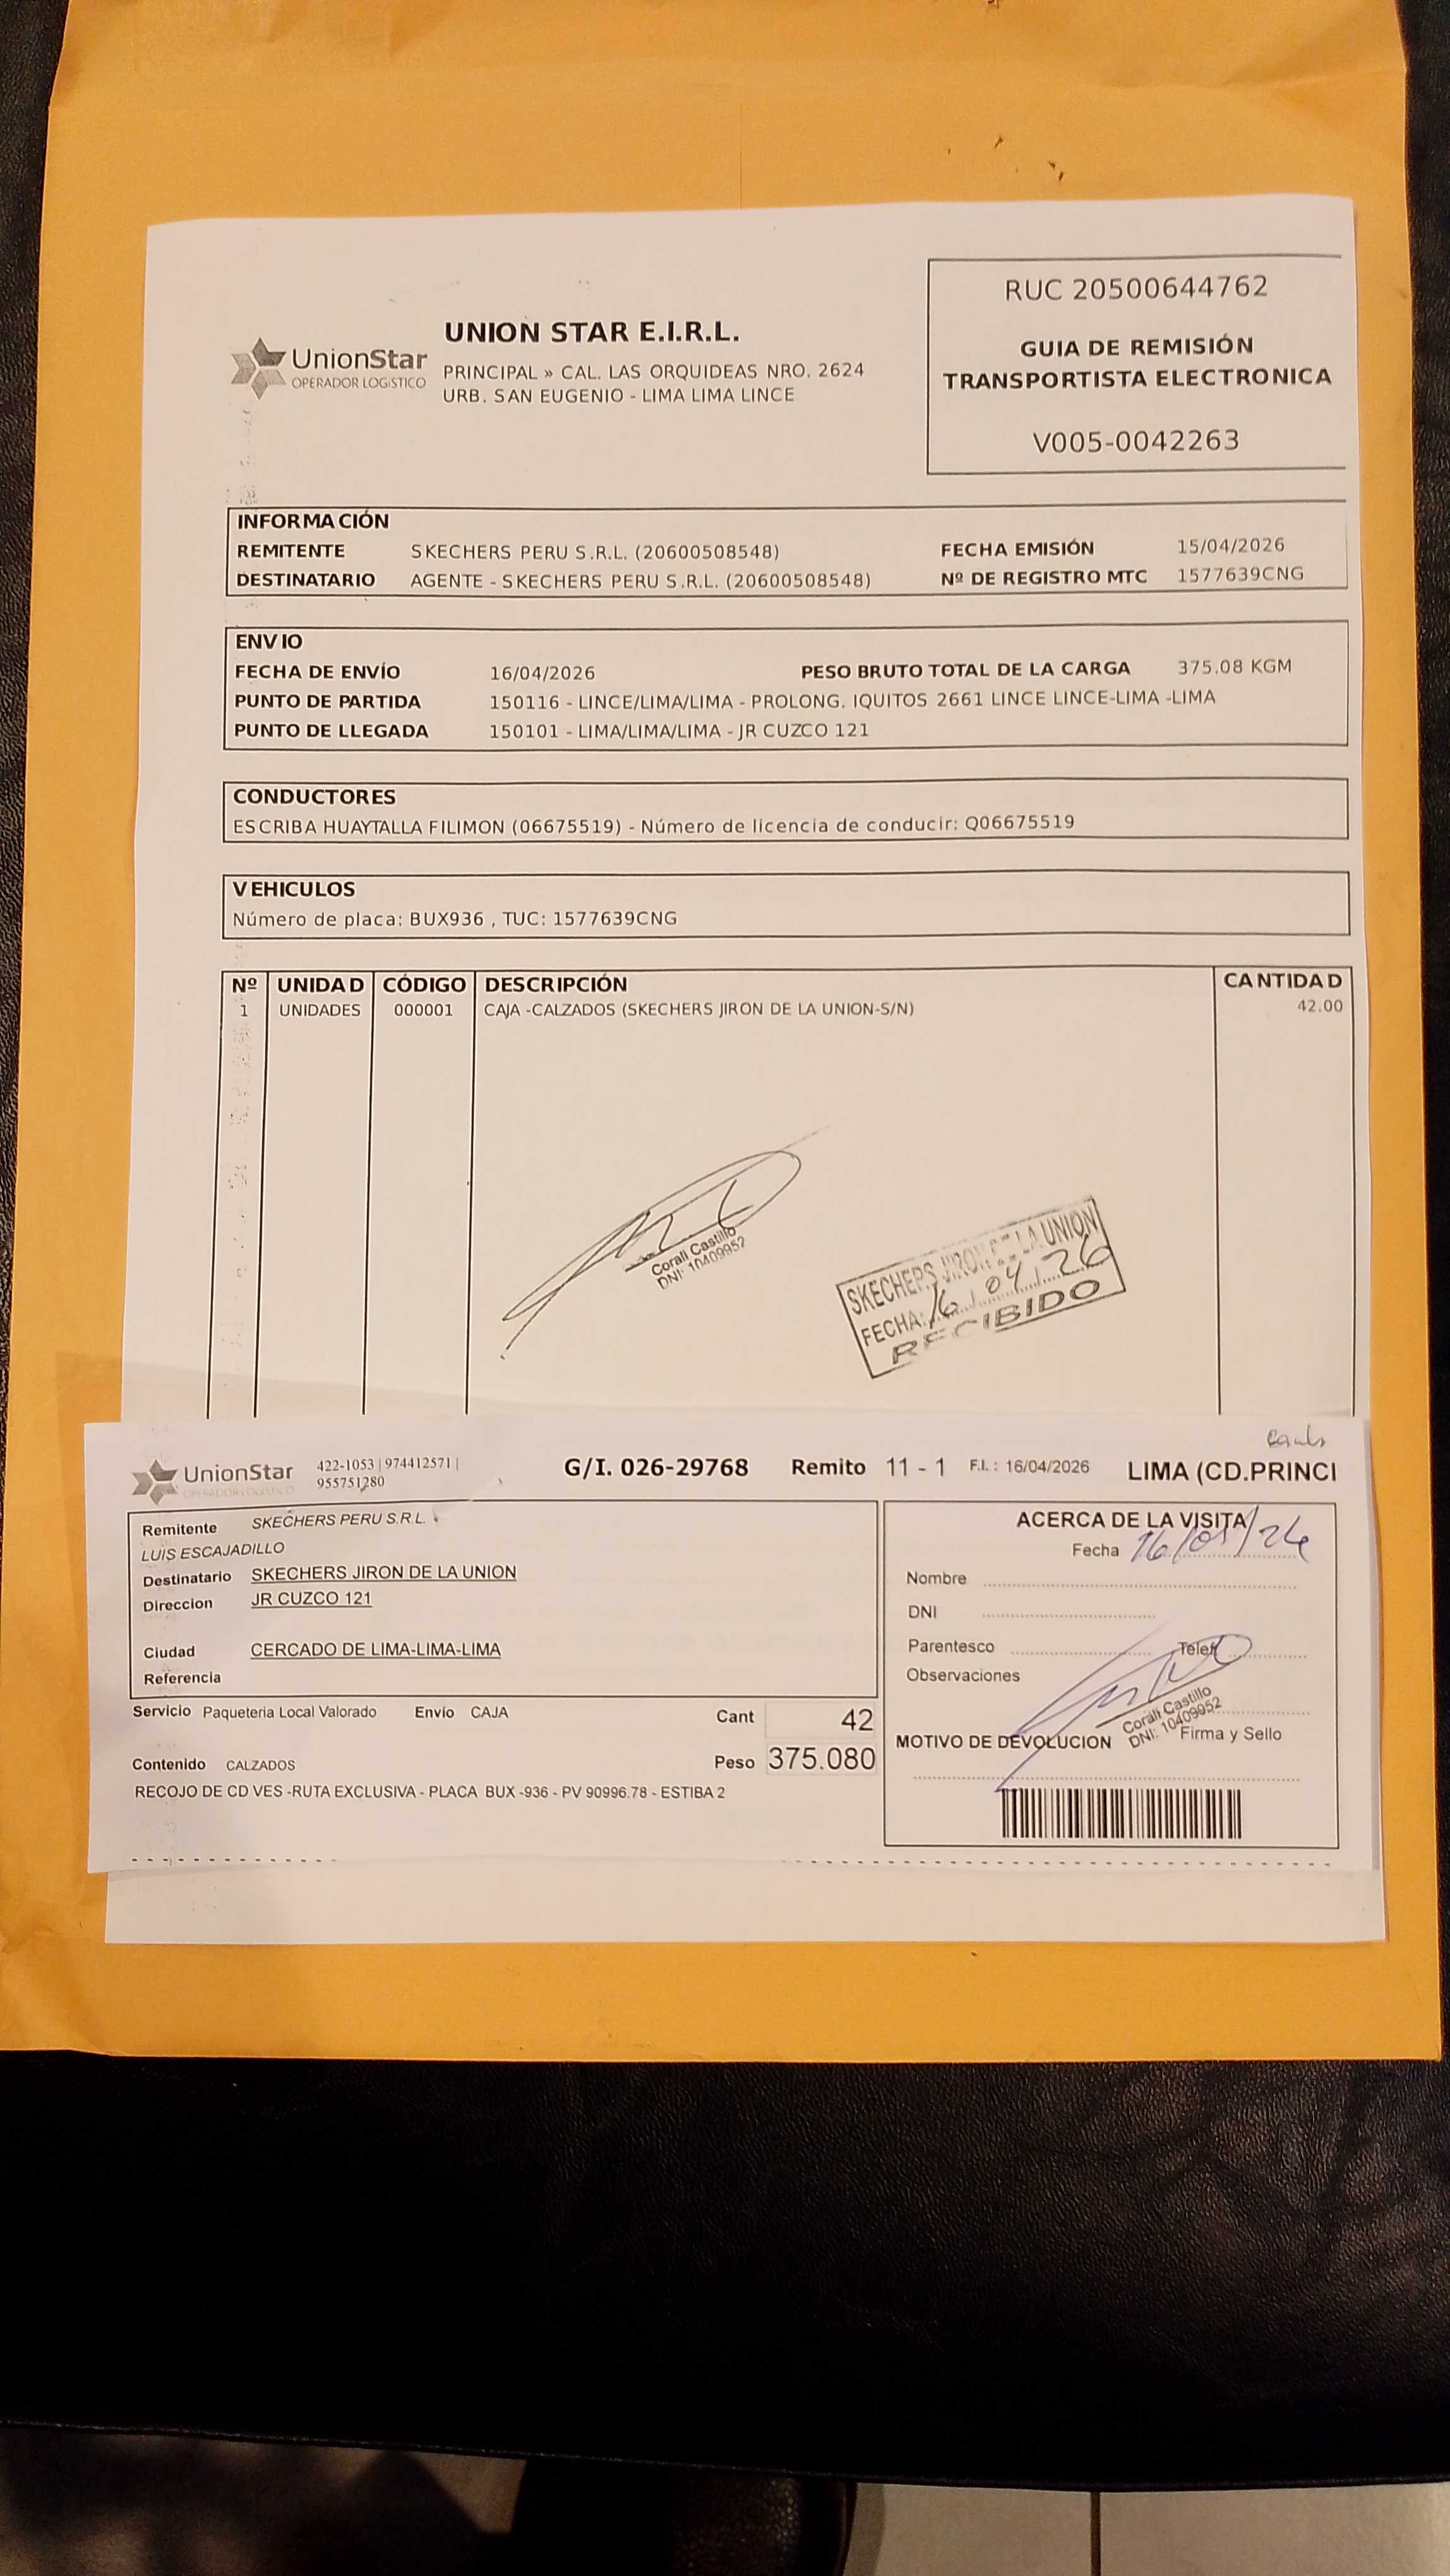 RUC 20500644762
GUIA DE REMISIÓN
TRANSPORTISTA ELECTRONICA
V005-0042263
UnionStar
OPERADOR LOGíSTICO
UNION STAR E.I.R.L.
PRINCIPAL » CAL. LAS ORQUIDEAS NRO. 2624
URB. SAN EUGENIO - LIMA LIMA LINCE
INFORMACIÓN
REMITENTE SKECHERS PERU S.R.L. (20600508548) FECHA EMISIÓN 15/04/2026
DESTINATARIO AGENTE - SKECHERS PERU S.R.L. (20600508548) Nº DE REGISTRO MTC 1577639CNG
ENVIO
FECHA DE ENVÍO 16/04/2026 PESO BRUTO TOTAL DE LA CARGA 375.08 KGM
PUNTO DE PARTIDA 150116 - LINCE/LIMA/LIMA - PROLONG. IQUITOS 2661 LINCE LINCE-LIMA -LIMA
PUNTO DE LLEGADA 150101 - LIMA/LIMA/LIMA - JR CUZCO 121
CONDUCTORES
ESCRIBA HUAYTALLA FILIMON (06675519) - Número de licencia de conducir: Q06675519
VEHICULOS
Número de placa: BUX936 , TUC: 1577639CNG
Nº UNIDAD CÓDIGO DESCRIPCIÓN CANTIDAD
1 UNIDADES 000001 CAJA -CALZADOS (SKECHERS JIRON DE LA UNION-S/N) 42.00
Corali Castillo
DNI: 10409952
SKECHERS JIRON DE LA UNION
FECHA: 16/04/26
RECIBIDO
UnionStar
OPERADOR LOGISTICO
422-1053 | 974412571 |
955751280
G/I. 026-29768 Remito 11 - 1 F.I. : 16/04/2026 LIMA (CD.PRINCI
Remitente SKECHERS PERU S.R.L.
LUIS ESCAJADILLO
Destinatario SKECHERS JIRON DE LA UNION
Direccion JR CUZCO 121
Ciudad CERCADO DE LIMA-LIMA-LIMA
Referencia
Servicio Paqueteria Local Valorado Envío CAJA Cant 42
Contenido CALZADOS Peso 375.080
RECOJO DE CD VES -RUTA EXCLUSIVA - PLACA BUX -936 - PV 90996.78 - ESTIBA 2
ACERCA DE LA VISITA
Fecha
Nombre
DNI
Parentesco Telef
Observaciones
Corali Castillo
DNI: 10409952
MOTIVO DE DEVOLUCION Firma y Sello